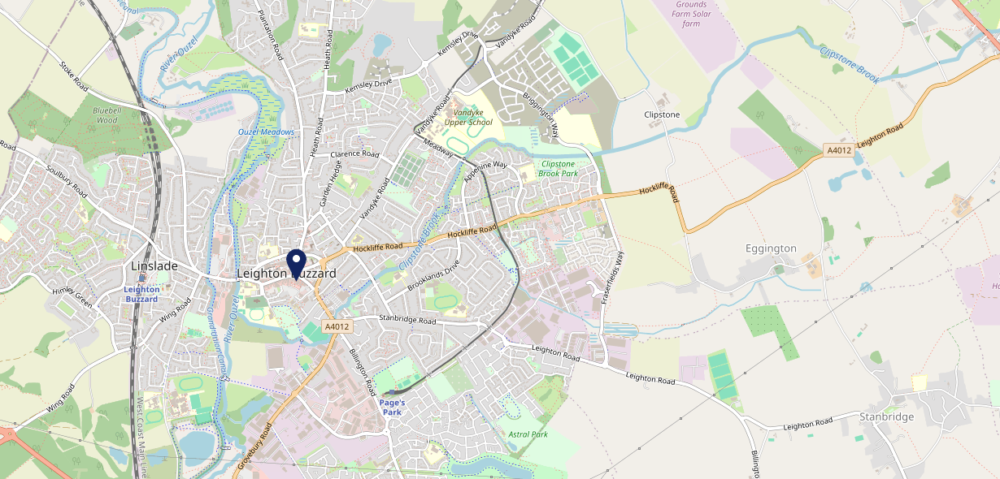 Grounds
Farm Solar
farm
Plantation Road
River Ouzel
Heath Road
Kemsley Drive
Vandyke Road
Clipstone Brook
Stoke Road
Kemsley Drive
Bluebell
Wood
Vandyke Road
Vandyke
Upper School
Briggington Way
Clipstone
Ouzel Meadows
Heath Road
Leighton Road
Road
Meadway
A4012
Clarence Road
Soulbury Road
Garden Hedge
Appenine Way
Clipstone
Brook Park
Vandyke Road
Hockliffe Road
Clipstone Brook
Hockliffe Road
Hockliffe Road
Eggington
Linslade
Leighton Buzzard
Brooklands Drive
Fraserfields Way
Himley Green
Leighton
Buzzard
Wing Road
River Ouzel
Grand Union Canal
Stanbridge Road
A4012
Billington Road
Leighton Road
Leighton Road
Wing Road
West Coast Main Line
Page's
Park
Stanbridge
Leighton Road
Astral Park
Grovebury Road
Billingto